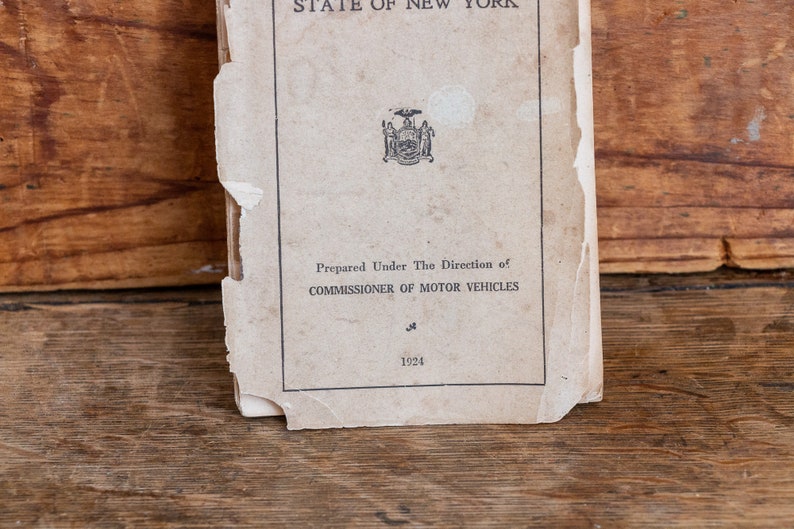 STATE OF NEW YORK
Prepared Under The Direction of
COMMISSIONER OF MOTOR VEHICLES
1924